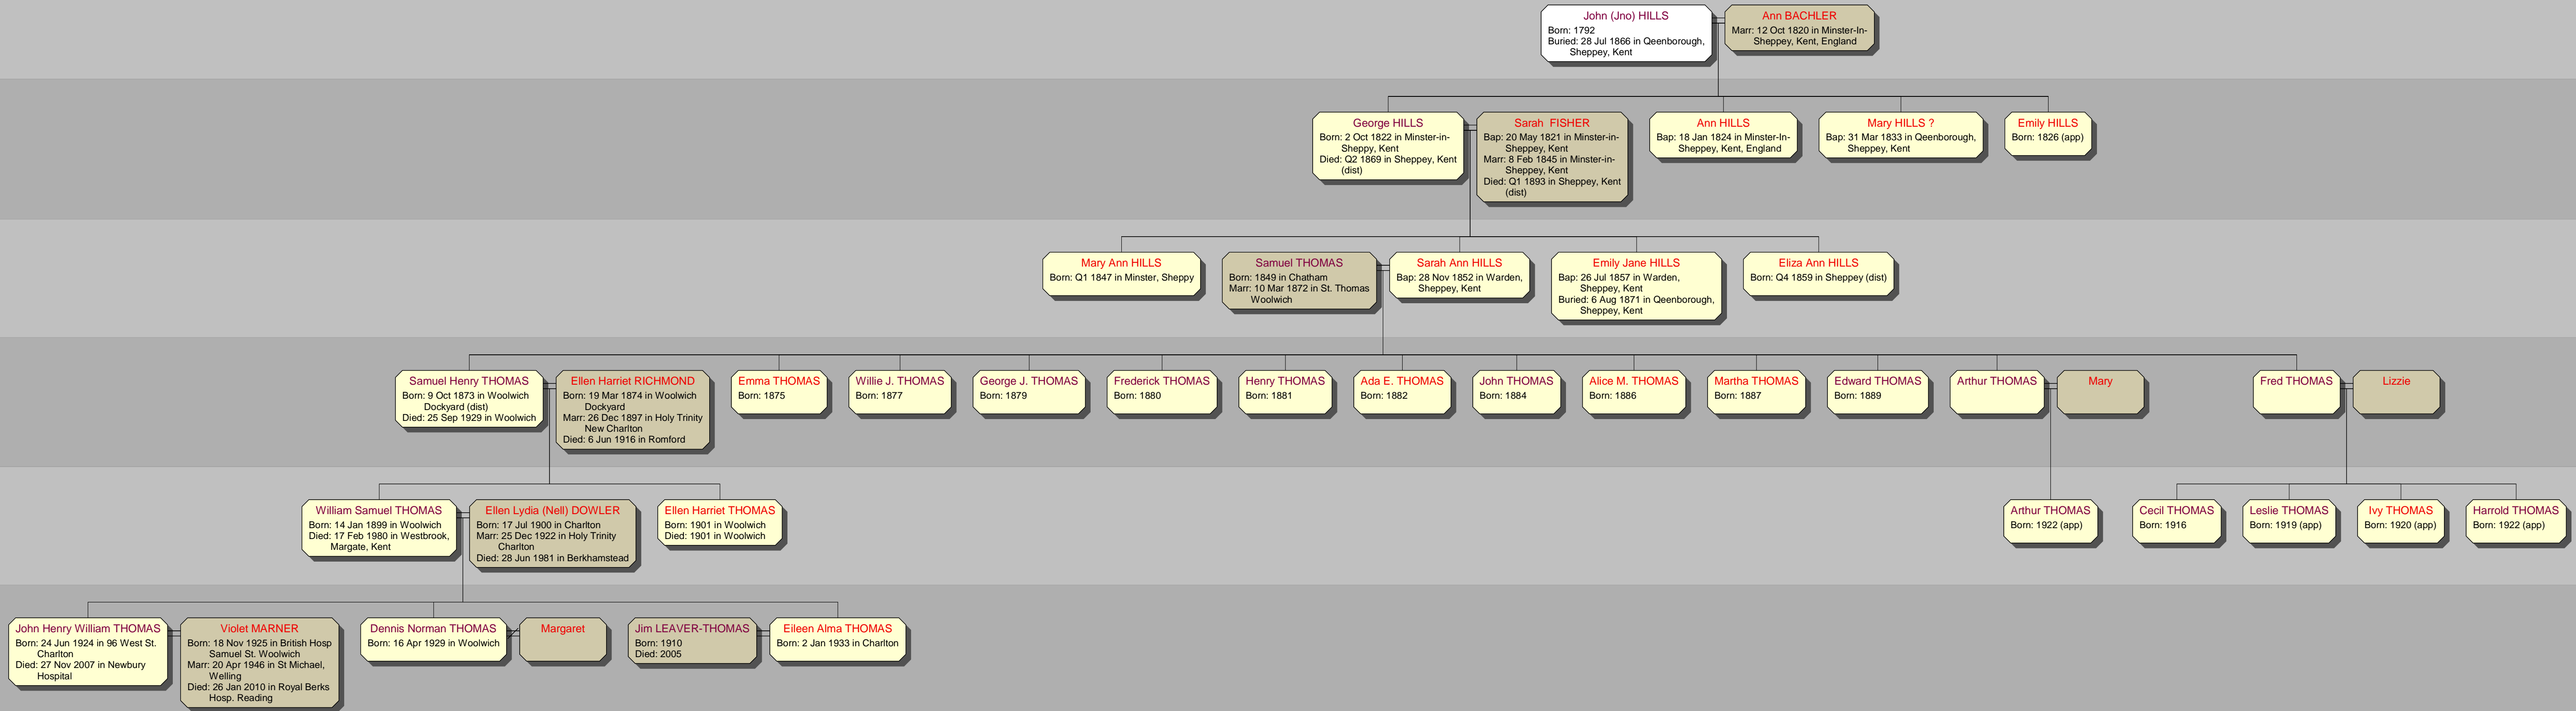 John (Jno) HILLS
Born: 1792
Buried: 28 Jul 1866 in Qeenborough,
Sheppey, Kent
Ann BACHLER
Marr: 12 Oct 1820 in Minster-In-
Sheppey, Kent, England
George HILLS
Born: 2 Oct 1822 in Minster-in-
Sheppy, Kent
Died: Q2 1869 in Sheppey, Kent
(dist)
Sarah FISHER
Bap: 20 May 1821 in Minster-in-
Sheppey, Kent
Marr: 8 Feb 1845 in Minster-in-
Sheppey, Kent
Died: Q1 1893 in Sheppey, Kent
(dist)
Ann HILLS
Bap: 18 Jan 1824 in Minster-In-
Sheppey, Kent, England
Mary HILLS ?
Bap: 31 Mar 1833 in Qeenborough,
Sheppey, Kent
Emily HILLS
Born: 1826 (app)
Mary Ann HILLS
Born: Q1 1847 in Minster, Sheppy
Samuel THOMAS
Born: 1849 in Chatham
Marr: 10 Mar 1872 in St. Thomas
Woolwich
Sarah Ann HILLS
Bap: 28 Nov 1852 in Warden,
Sheppey, Kent
Emily Jane HILLS
Bap: 26 Jul 1857 in Warden,
Sheppey, Kent
Buried: 6 Aug 1871 in Qeenborough,
Sheppey, Kent
Eliza Ann HILLS
Born: Q4 1859 in Sheppey (dist)
Samuel Henry THOMAS
Born: 9 Oct 1873 in Woolwich
Dockyard (dist)
Died: 25 Sep 1929 in Woolwich
Ellen Harriet RICHMOND
Born: 19 Mar 1874 in Woolwich
Dockyard
Marr: 26 Dec 1897 in Holy Trinity
New Charlton
Died: 6 Jun 1916 in Romford
Emma THOMAS
Born: 1875
Willie J. THOMAS
Born: 1877
George J. THOMAS
Born: 1879
Frederick THOMAS
Born: 1880
Henry THOMAS
Born: 1881
Ada E. THOMAS
Born: 1882
John THOMAS
Born: 1884
Alice M. THOMAS
Born: 1886
Martha THOMAS
Born: 1887
Edward THOMAS
Born: 1889
Arthur THOMAS
Mary
Fred THOMAS
Lizzie
William Samuel THOMAS
Born: 14 Jan 1899 in Woolwich
Died: 17 Feb 1980 in Westbrook,
Margate, Kent
Ellen Lydia (Nell) DOWLER
Born: 17 Jul 1900 in Charlton
Marr: 25 Dec 1922 in Holy Trinity
Charlton
Died: 28 Jun 1981 in Berkhamstead
Ellen Harriet THOMAS
Born: 1901 in Woolwich
Died: 1901 in Woolwich
Arthur THOMAS
Born: 1922 (app)
Cecil THOMAS
Born: 1916
Leslie THOMAS
Born: 1919 (app)
Ivy THOMAS
Born: 1920 (app)
Harrold THOMAS
Born: 1922 (app)
John Henry William THOMAS
Born: 24 Jun 1924 in 96 West St.
Charlton
Died: 27 Nov 2007 in Newbury
Hospital
Violet MARNER
Born: 18 Nov 1925 in British Hosp
Samuel St. Woolwich
Marr: 20 Apr 1946 in St Michael,
Welling
Died: 26 Jan 2010 in Royal Berks
Hosp. Reading
Dennis Norman THOMAS
Born: 16 Apr 1929 in Woolwich
Margaret
Jim LEAVER-THOMAS
Born: 1910
Died: 2005
Eileen Alma THOMAS
Born: 2 Jan 1933 in Charlton